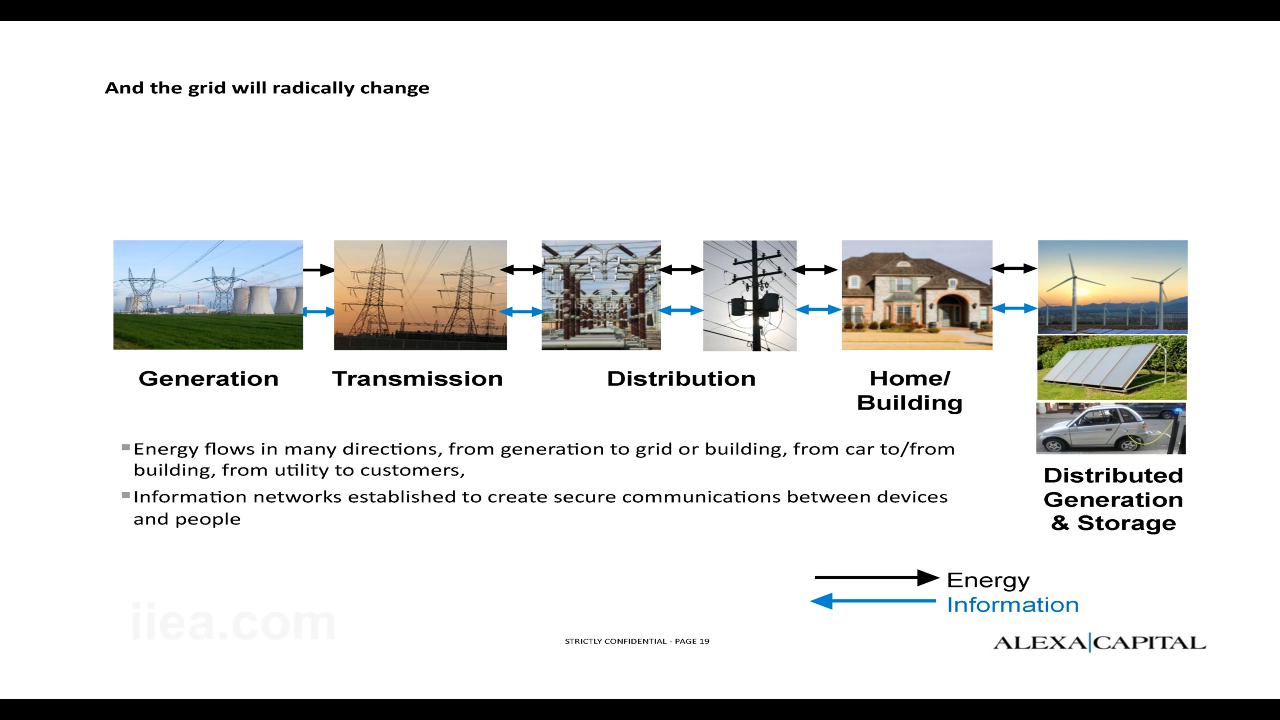 And the grid will radically change
Generation
Transmission
Distribution
Home/
Building
Distributed
Generation
& Storage
Energy flows in many directions, from generation to grid or building, from car to/from
building, from utility to customers,
Information networks established to create secure communications between devices
and people
Energy
Information
iiea.com
STRICTLY CONFIDENTIAL - PAGE 19
ALEXA|CAPITAL